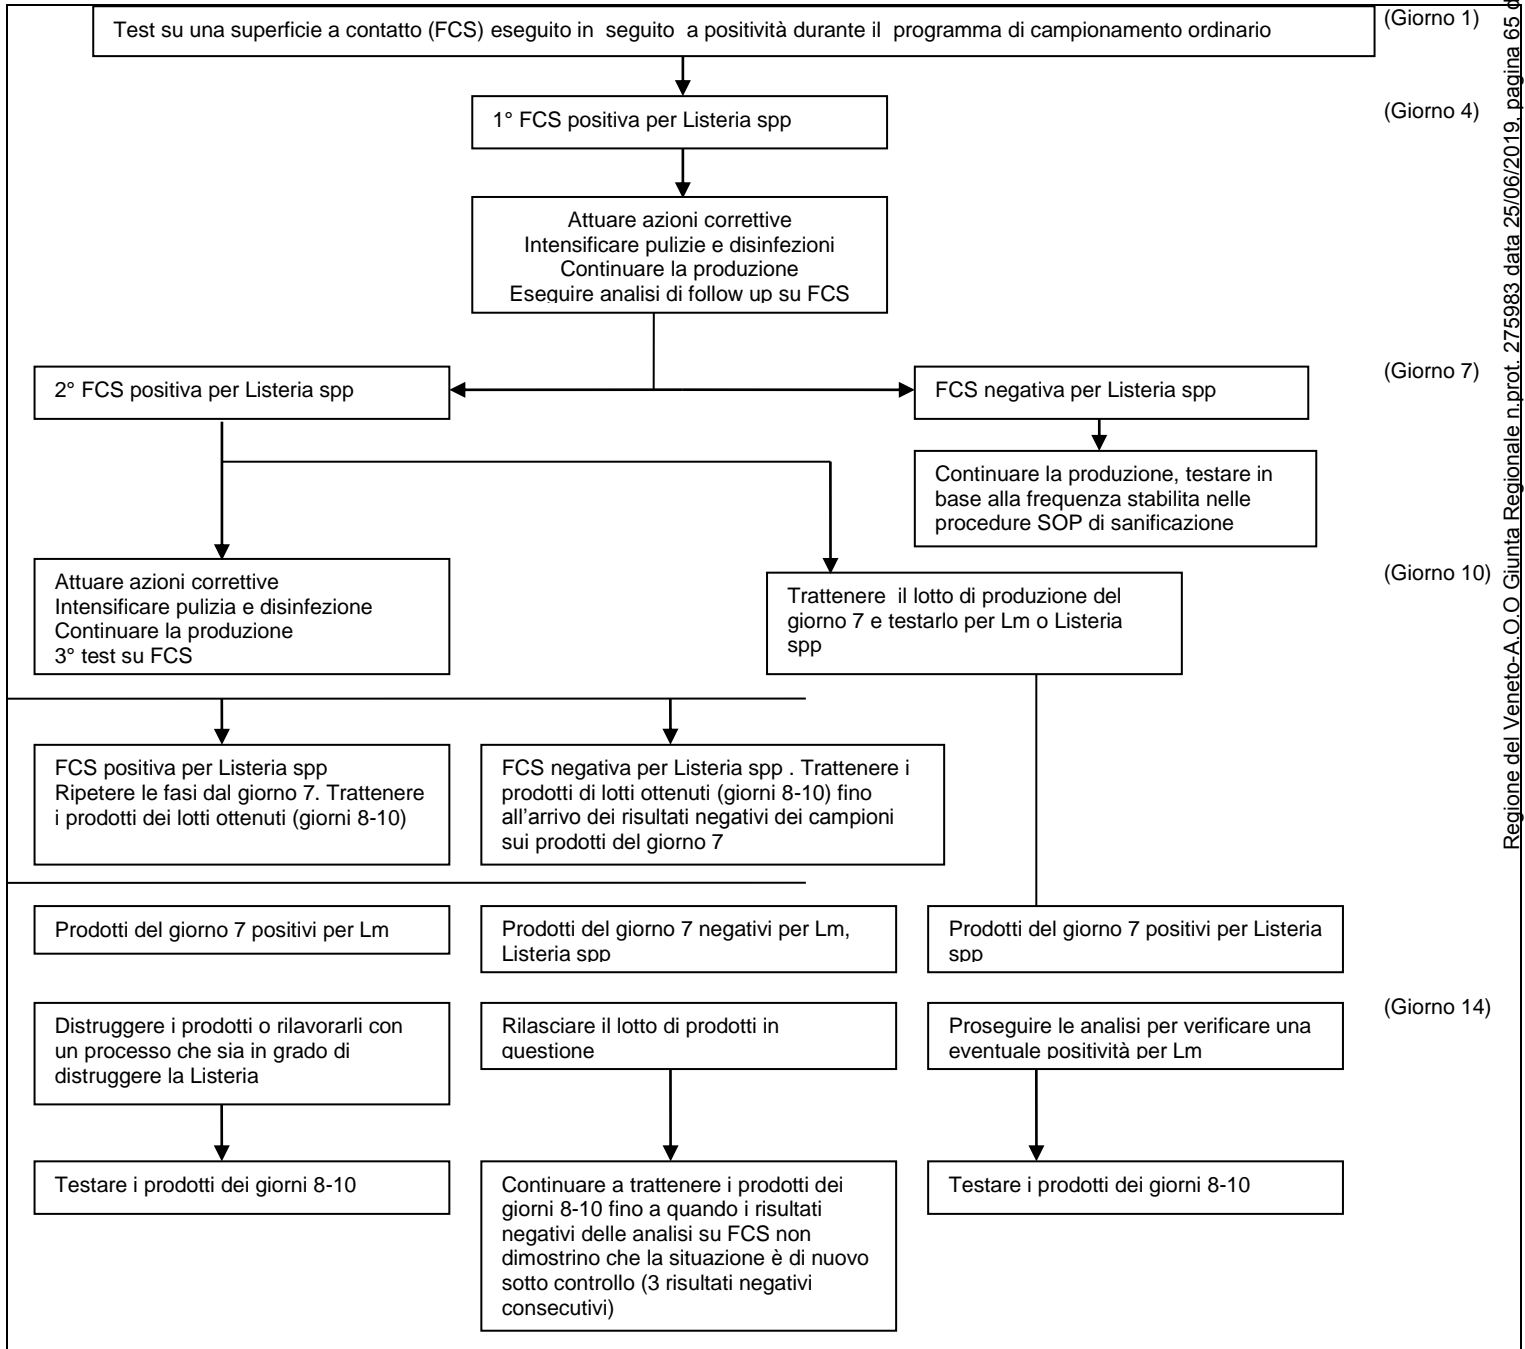 Test su una superficie a contatto (FCS) eseguito in seguito a positività durante il programma di campionamento ordinario
(Giorno 1)
1° FCS positiva per Listeria spp
(Giorno 4)
Attuare azioni correttive
Intensificare pulizie e disinfezioni
Continuare la produzione
Eseguire analisi di follow up su FCS
2° FCS positiva per Listeria spp
FCS negativa per Listeria spp
(Giorno 7)
Continuare la produzione, testare in
base alla frequenza stabilita nelle
procedure SOP di sanificazione
Attuare azioni correttive
Intensificare pulizia e disinfezione
Continuare la produzione
3° test su FCS
Trattenere il lotto di produzione del
giorno 7 e testarlo per Lm o Listeria
spp
(Giorno 10)
FCS positiva per Listeria spp
Ripetere le fasi dal giorno 7. Trattenere
i prodotti dei lotti ottenuti (giorni 8-10)
FCS negativa per Listeria spp . Trattenere i
prodotti di lotti ottenuti (giorni 8-10) fino
all'arrivo dei risultati negativi dei campioni
sui prodotti del giorno 7
Prodotti del giorno 7 positivi per Lm
Prodotti del giorno 7 negativi per Lm,
Listeria spp
Prodotti del giorno 7 positivi per Listeria
spp
(Giorno 14)
Distruggere i prodotti o rilavorarli con
un processo che sia in grado di
distruggere la Listeria
Rilasciare il lotto di prodotti in
questione
Proseguire le analisi per verificare una
eventuale positività per Lm
Testare i prodotti dei giorni 8-10
Continuare a trattenere i prodotti dei
giorni 8-10 fino a quando i risultati
negativi delle analisi su FCS non
dimostrino che la situazione è di nuovo
sotto controllo (3 risultati negativi
consecutivi)
Testare i prodotti dei giorni 8-10
Regione del Veneto-A.O.O Giunta Regionale n.prot. 275983 data 25/06/2019, pagina 65 d